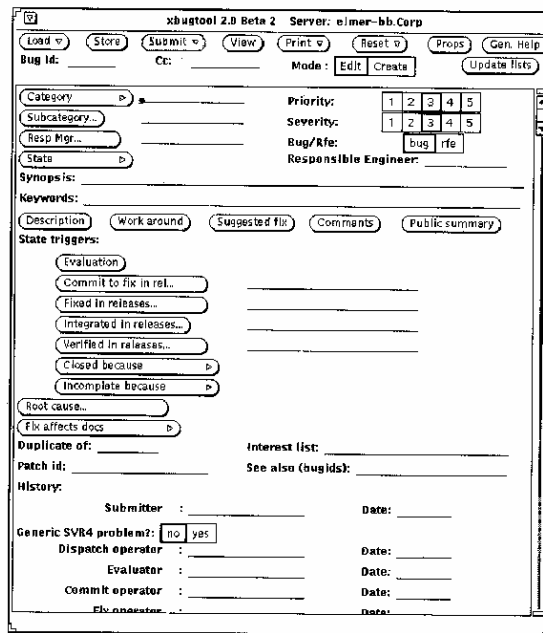 xbugtool 2.0 Beta 2 Server: elmer-bb.Corp
Load Store Submit View Print Reset Props Gen. Help
Bug Id: Cc: Mode: Edit Create Update lists
Category Priority: 1 2 3 4 5
Subcategory... Severity: 1 2 3 4 5
Resp Mgr... Bug/Rfe: bug rfe
State Responsible Engineer:
Synopsis:
Keywords:
Description Work around Suggested fix Comments Public summary
State triggers:
Evaluation
Commit to fix in rel...
Fixed in releases...
Integrated in releases...
Verified in releases...
Closed because
Incomplete because
Root cause...
Fix affects docs
Duplicate of: Interest list:
Patch id: See also (bugids):
History:
Submitter : Date:
Generic SVR4 problem?: no yes
Dispatch operator : Date:
Evaluator : Date:
Commit operator : Date:
Fix operator : Date: